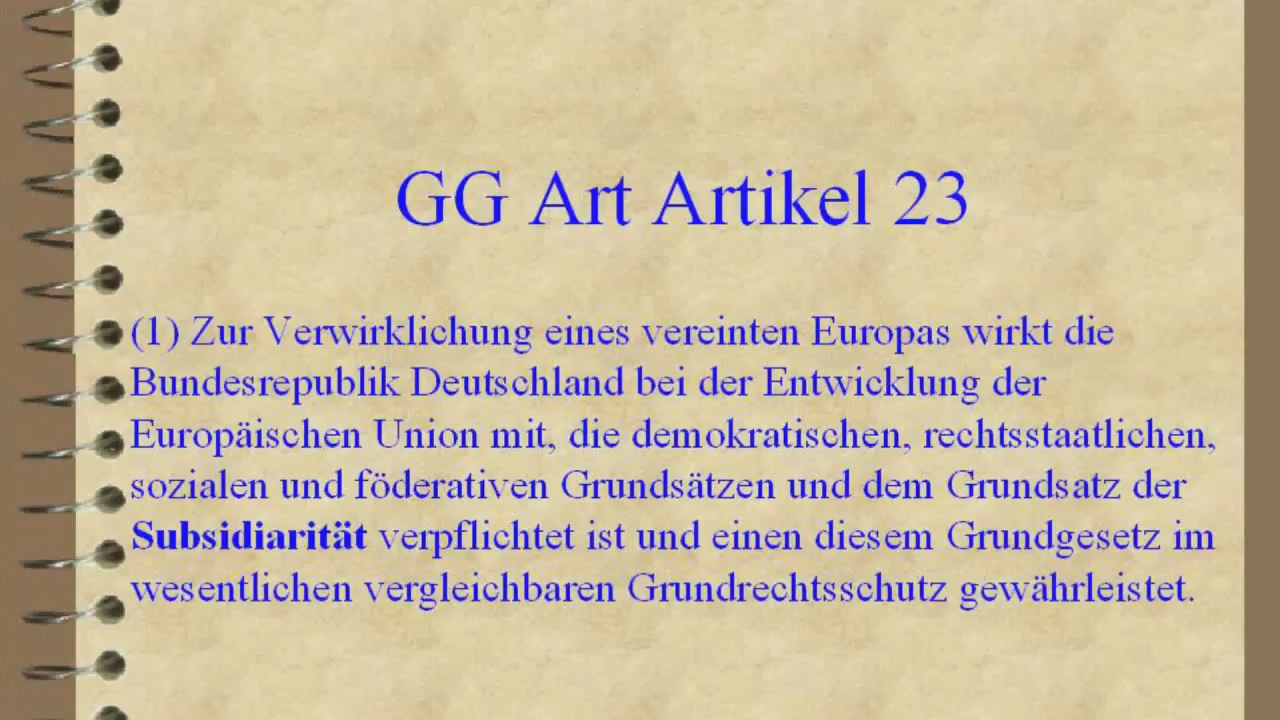 GG Art Artikel 23
(1) Zur Verwirklichung eines vereinten Europas wirkt die
Bundesrepublik Deutschland bei der Entwicklung der
Europäischen Union mit, die demokratischen, rechtsstaatlichen,
sozialen und föderativen Grundsätzen und dem Grundsatz der
Subsidiarität verpflichtet ist und einen diesem Grundgesetz im
wesentlichen vergleichbaren Grundrechtsschutz gewährleistet.